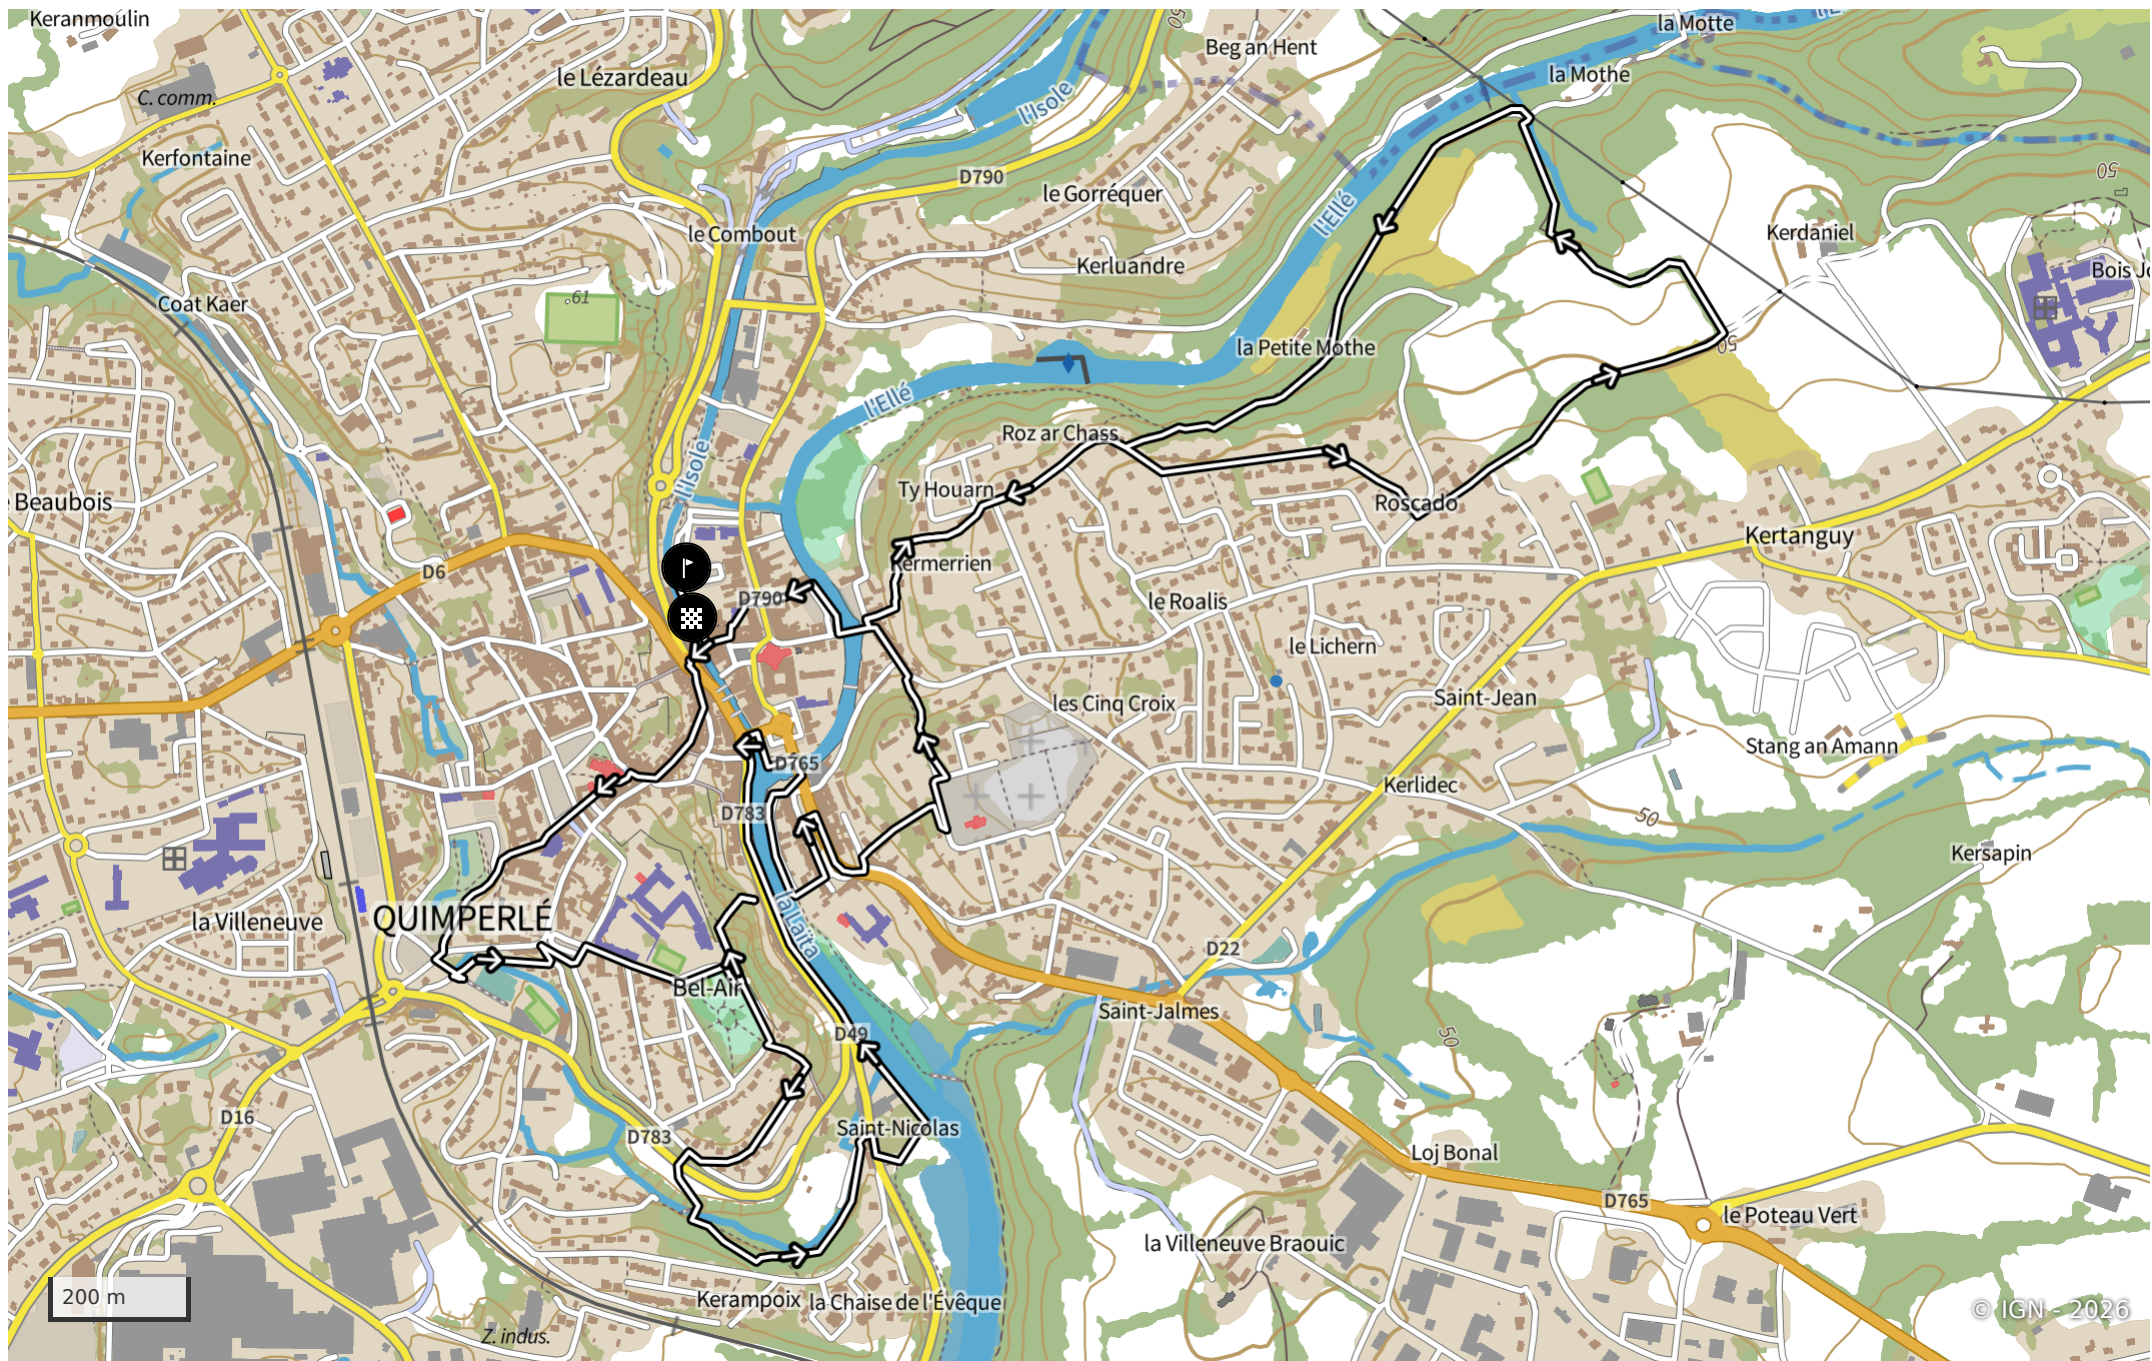 Keranmoulin
la Motte
Beg an Hent
le Lézardeau
la Mothe
C. comm.
l'Isole
Kerfontaine
50
50
D790
le Gorréquer
l'Ellé
le Combout
Kerdaniel
Kerluandre
Bois Jo
61
Coat Kaer
la Petite Mothe
50
l'Ellé
Roz ar Chass
l'Isole
Ty Houarn
Beaubois
Roscado
Kertanguy
D6
Kermerrien
D790
le Roalis
le Lichern
Saint-Jean
les Cinq Croix
Stang an Amann
D765
Kerlidec
D783
50
Kersapin
QUIMPERLÉ
la Villeneuve
la Laïta
D22
Bel-Air
Saint-Jalmes
D49
50
D16
Saint-Nicolas
D783
Loj Bonal
D765
le Poteau Vert
la Villeneuve Braouic
Kerampoix
la Chaise de l'Évêque
200 m
Z. indus.
© IGN - 2026